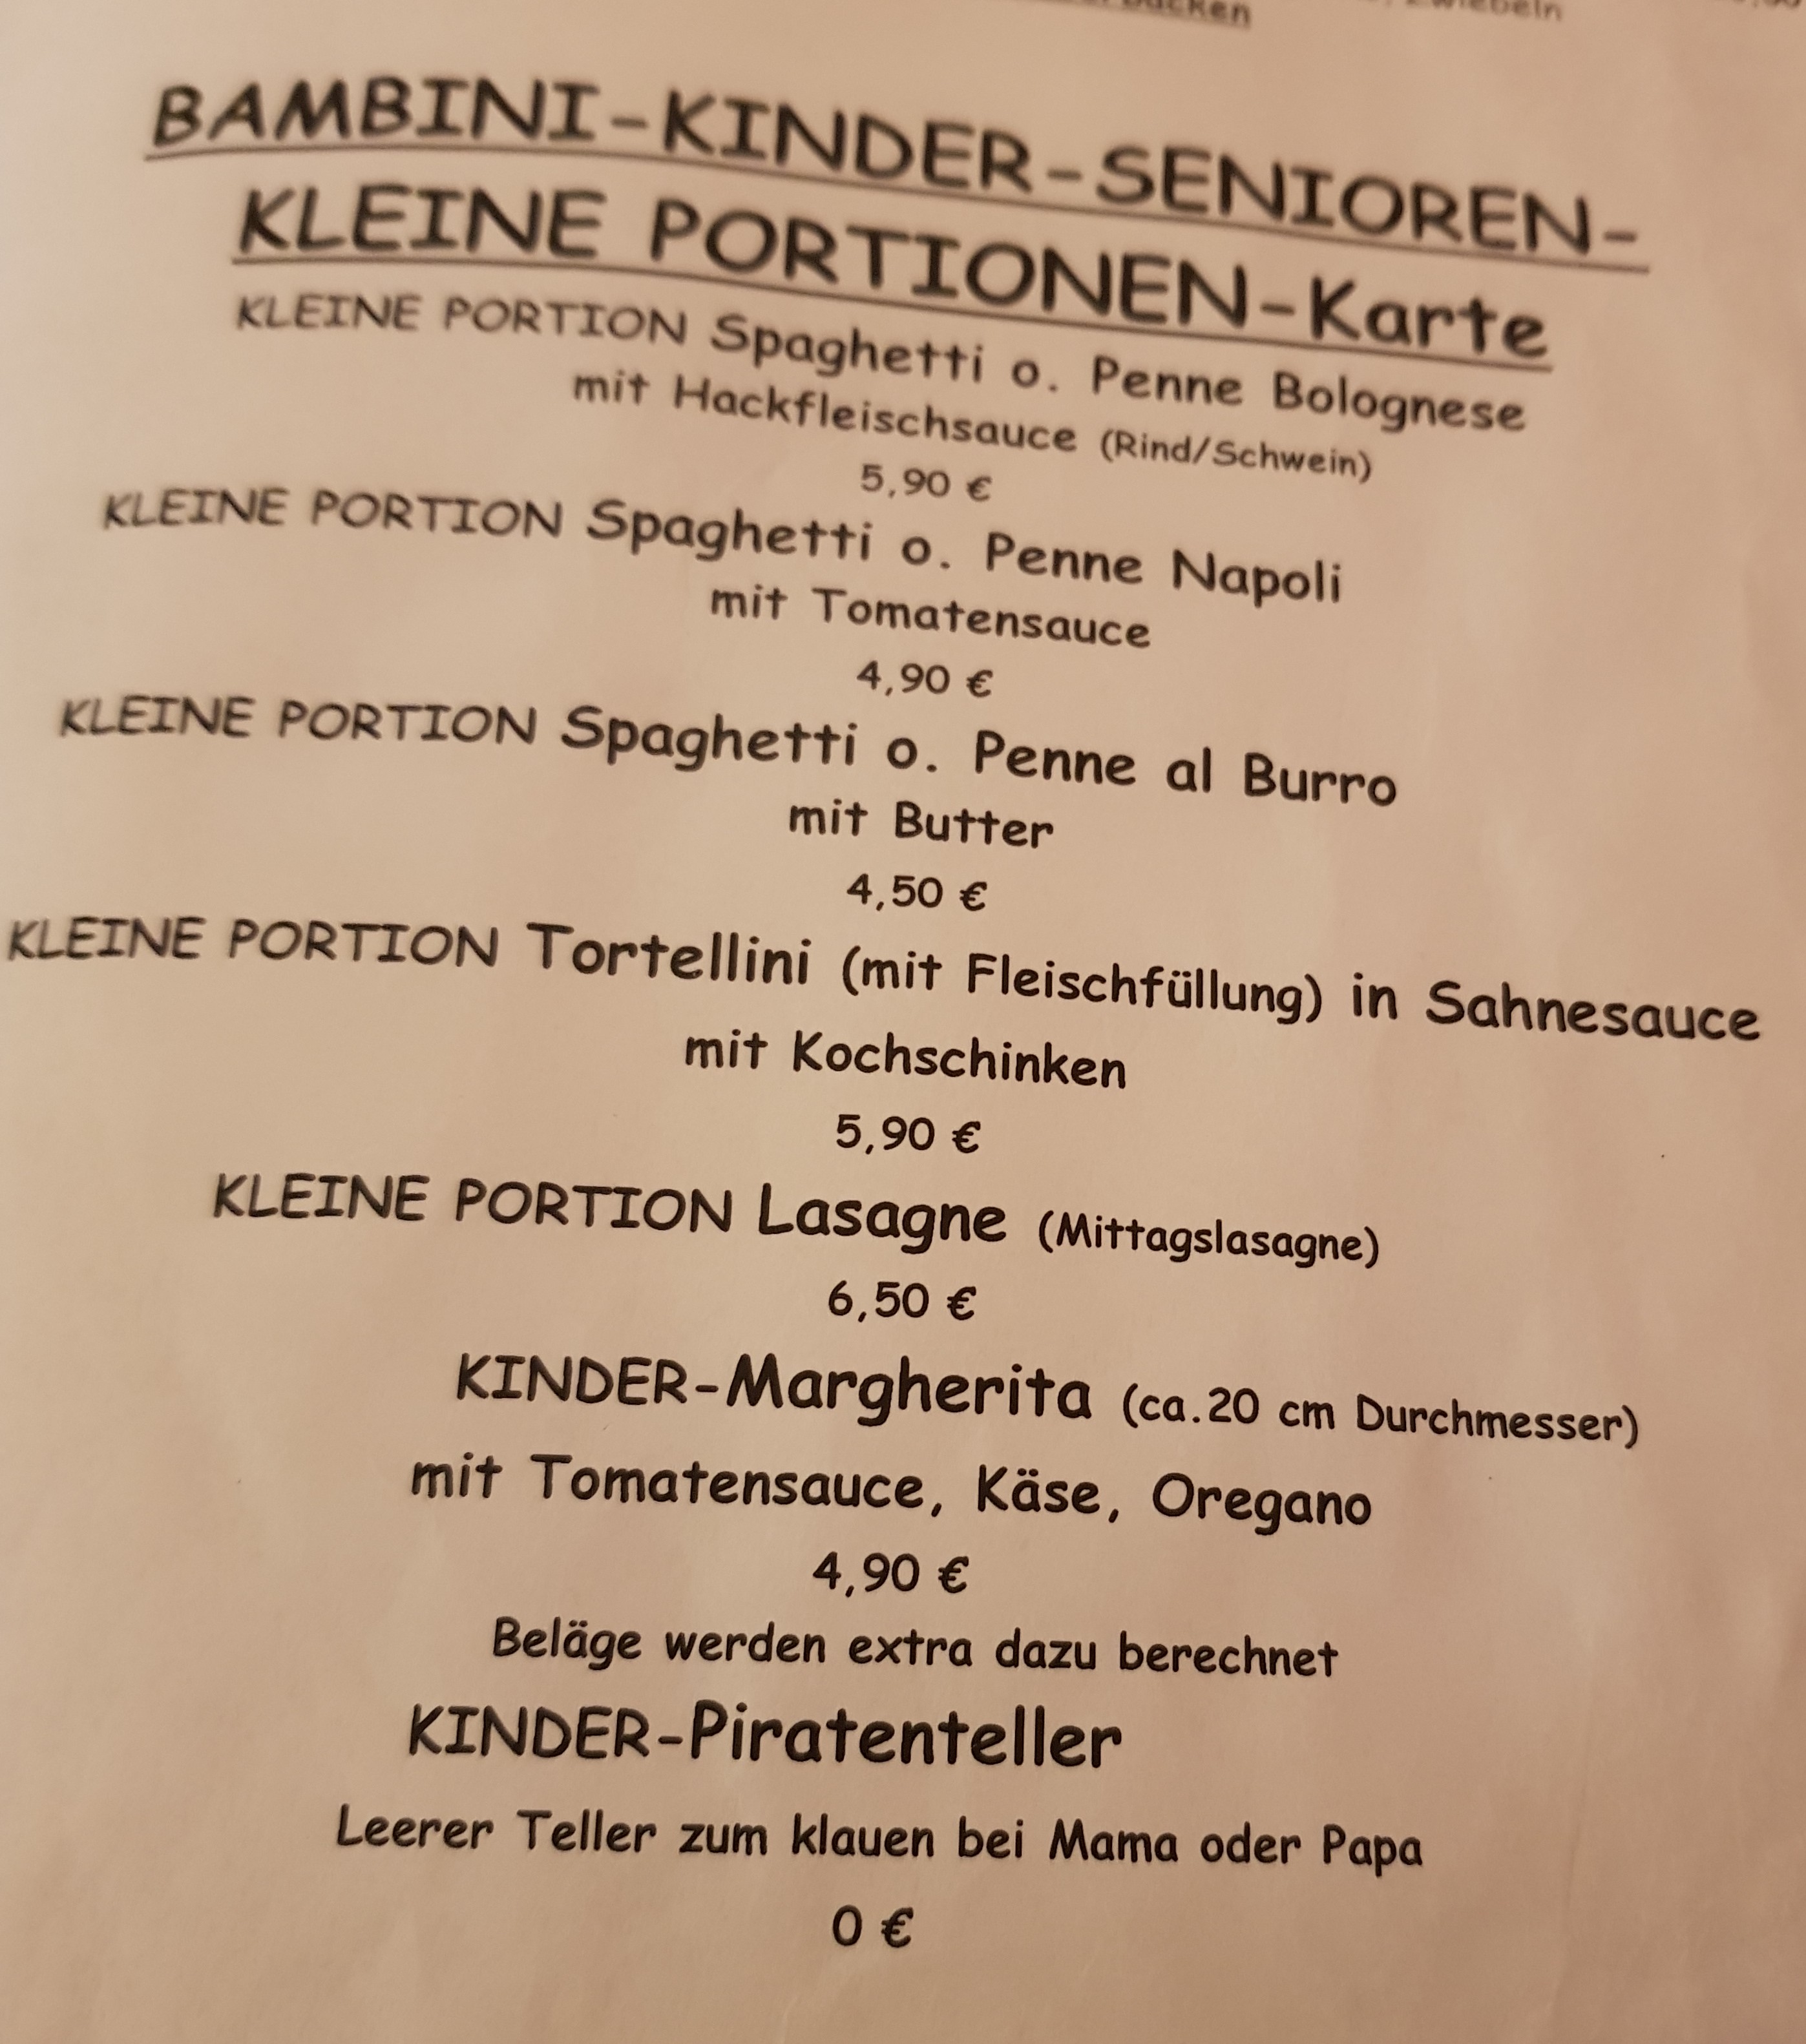 Zwiebeln
BAMBINI-KINDER-SENIOREN-
KLEINE PORTIONEN-Karte
KLEINE PORTION Spaghetti o. Penne Bolognese
mit Hackfleischsauce (Rind/Schwein)
5,90 €
KLEINE PORTION Spaghetti o. Penne Napoli
mit Tomatensauce
4,90 €
KLEINE PORTION Spaghetti o. Penne al Burro
mit Butter
4,50 €
KLEINE PORTION Tortellini (mit Fleischfüllung) in Sahnesauce
mit Kochschinken
5,90 €
KLEINE PORTION Lasagne (Mittagslasagne)
6,50 €
KINDER-Margherita (ca.20 cm Durchmesser)
mit Tomatensauce, Käse, Oregano
4,90 €
Beläge werden extra dazu berechnet
KINDER-Piratenteller
Leerer Teller zum klauen bei Mama oder Papa
0 €